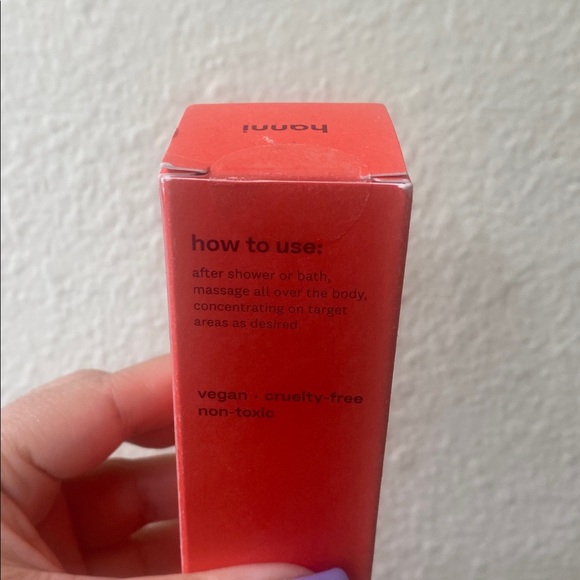 hanni
how to use:
after shower or bath,
massage all over the body,
concentrating on target
areas as desired
vegan - cruelty-free
non-toxic